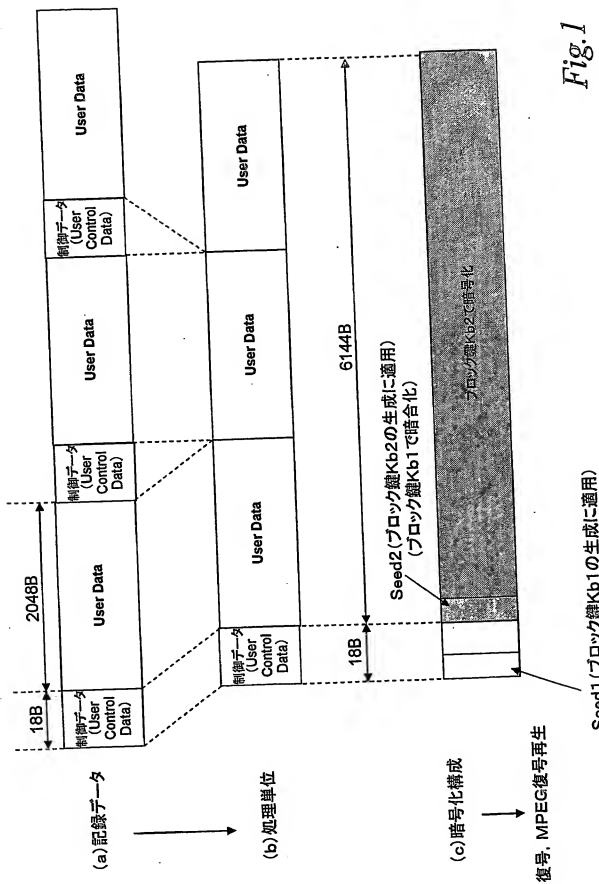 (a)記録データ
18B
2048B
制御データ
(User
Control
Data)
User Data
制御データ
(User
Control
Data)
User Data
制御データ
(User
Control
Data)
User Data
(b)処理単位
制御データ
(User
Control
Data)
User Data
User Data
User Data
18B
6144B
Seed2(ブロック鍵Kb2の生成に適用)
(ブロック鍵Kb1で暗合化)
(c)暗号化構成
ブロック鍵Kb2で暗号化
復号, MPEG復号再生
Seed1(ブロック鍵Kb1の生成に適用)
Fig.1